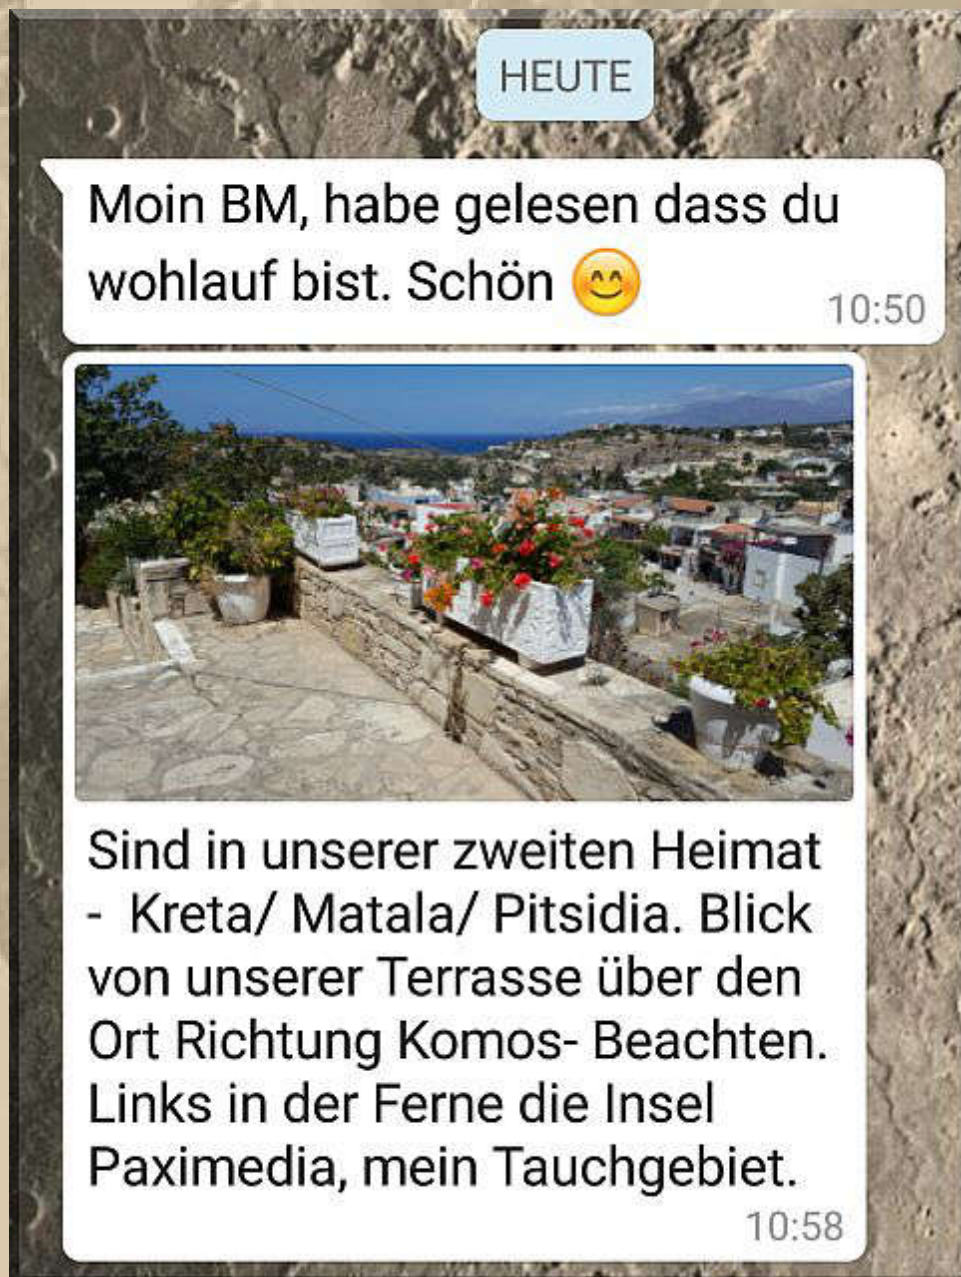 HEUTE
Moin BM, habe gelesen dass du
wohlauf bist. Schön 😊
10:50
Sind in unserer zweiten Heimat
- Kreta/ Matala/ Pitsidia. Blick
von unserer Terrasse über den
Ort Richtung Komos- Beachten.
Links in der Ferne die Insel
Paximedia, mein Tauchgebiet.
10:58